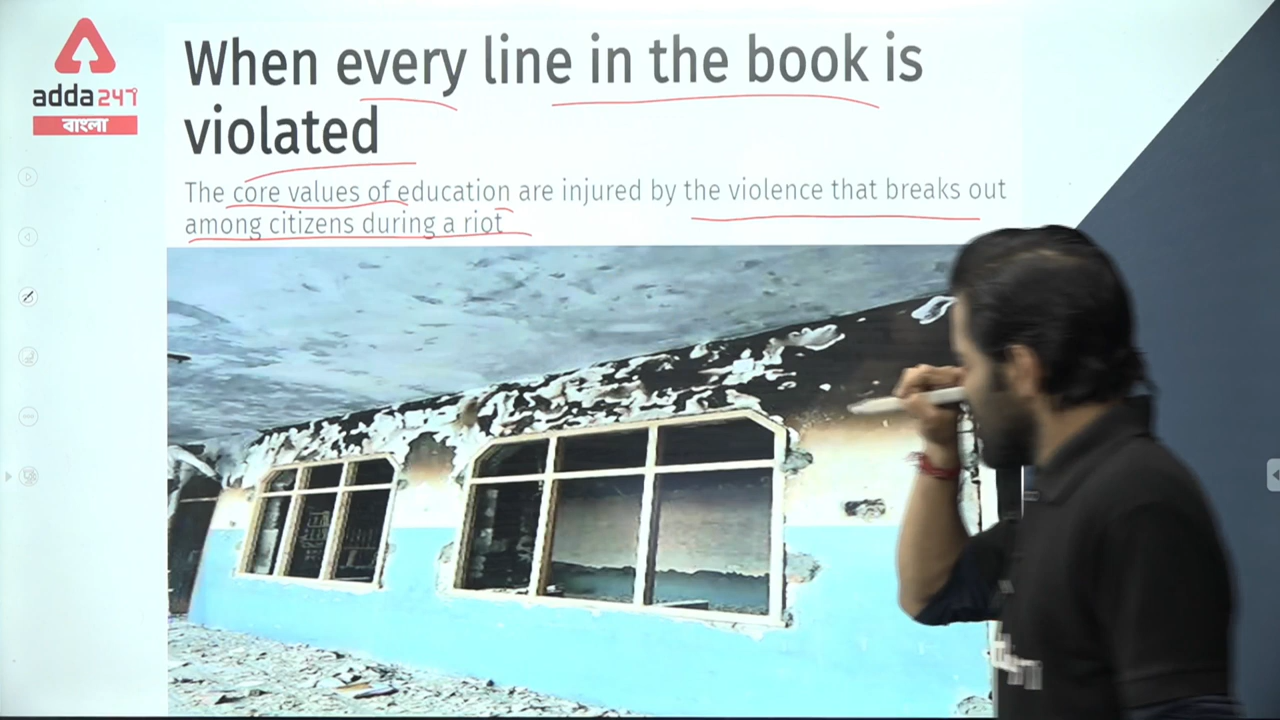 adda247
বাংলা
When every line in the book is
violated
The core values of education are injured by the violence that breaks out
among citizens during a riot